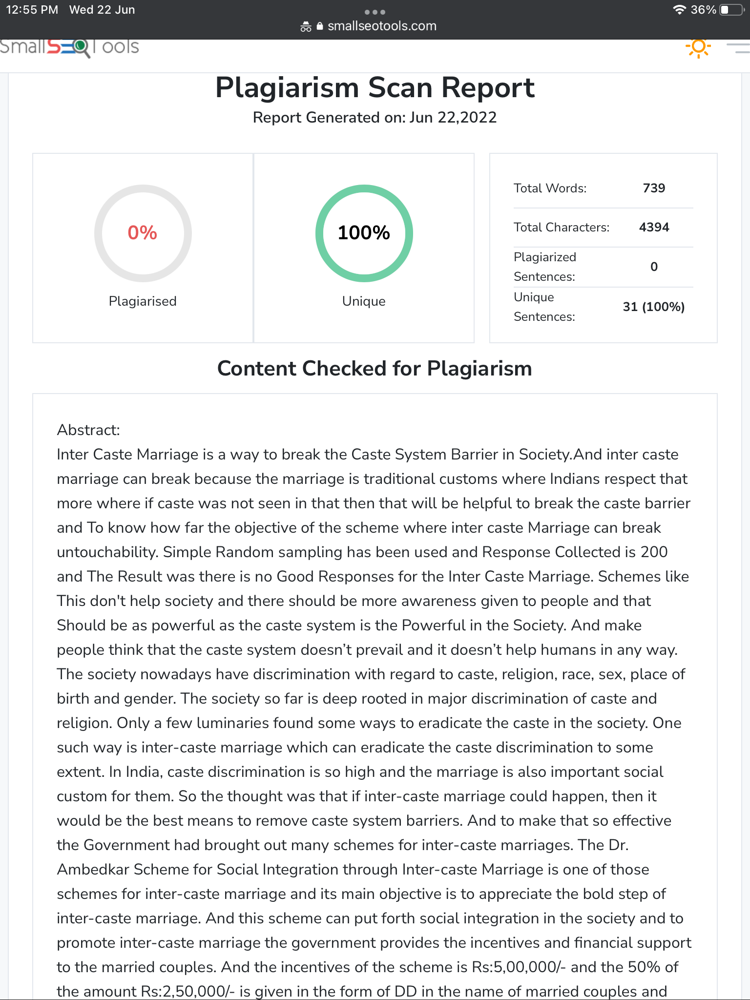 12:55 PM Wed 22 Jun
36%
smallseotools.com
SmallSEOTools
Plagiarism Scan Report
Report Generated on: Jun 22,2022
0%
Plagiarised
100%
Unique
Total Words: 739
Total Characters: 4394
Plagiarized Sentences: 0
Unique Sentences: 31 (100%)
Content Checked for Plagiarism
Abstract:
Inter Caste Marriage is a way to break the Caste System Barrier in Society.And inter caste
marriage can break because the marriage is traditional customs where Indians respect that
more where if caste was not seen in that then that will be helpful to break the caste barrier
and To know how far the objective of the scheme where inter caste Marriage can break
untouchability. Simple Random sampling has been used and Response Collected is 200
and The Result was there is no Good Responses for the Inter Caste Marriage. Schemes like
This don't help society and there should be more awareness given to people and that
Should be as powerful as the caste system is the Powerful in the Society. And make
people think that the caste system doesn’t prevail and it doesn’t help humans in any way.
The society nowadays have discrimination with regard to caste, religion, race, sex, place of
birth and gender. The society so far is deep rooted in major discrimination of caste and
religion. Only a few luminaries found some ways to eradicate the caste in the society. One
such way is inter-caste marriage which can eradicate the caste discrimination to some
extent. In India, caste discrimination is so high and the marriage is also important social
custom for them. So the thought was that if inter-caste marriage could happen, then it
would be the best means to remove caste system barriers. And to make that so effective
the Government had brought out many schemes for inter-caste marriages. The Dr.
Ambedkar Scheme for Social Integration through Inter-caste Marriage is one of those
schemes for inter-caste marriage and its main objective is to appreciate the bold step of
inter-caste marriage. And this scheme can put forth social integration in the society and to
promote inter-caste marriage the government provides the incentives and financial support
to the married couples. And the incentives of the scheme is Rs:5,00,000/- and the 50% of
the amount Rs:2,50,000/- is given in the form of DD in the name of married couples and